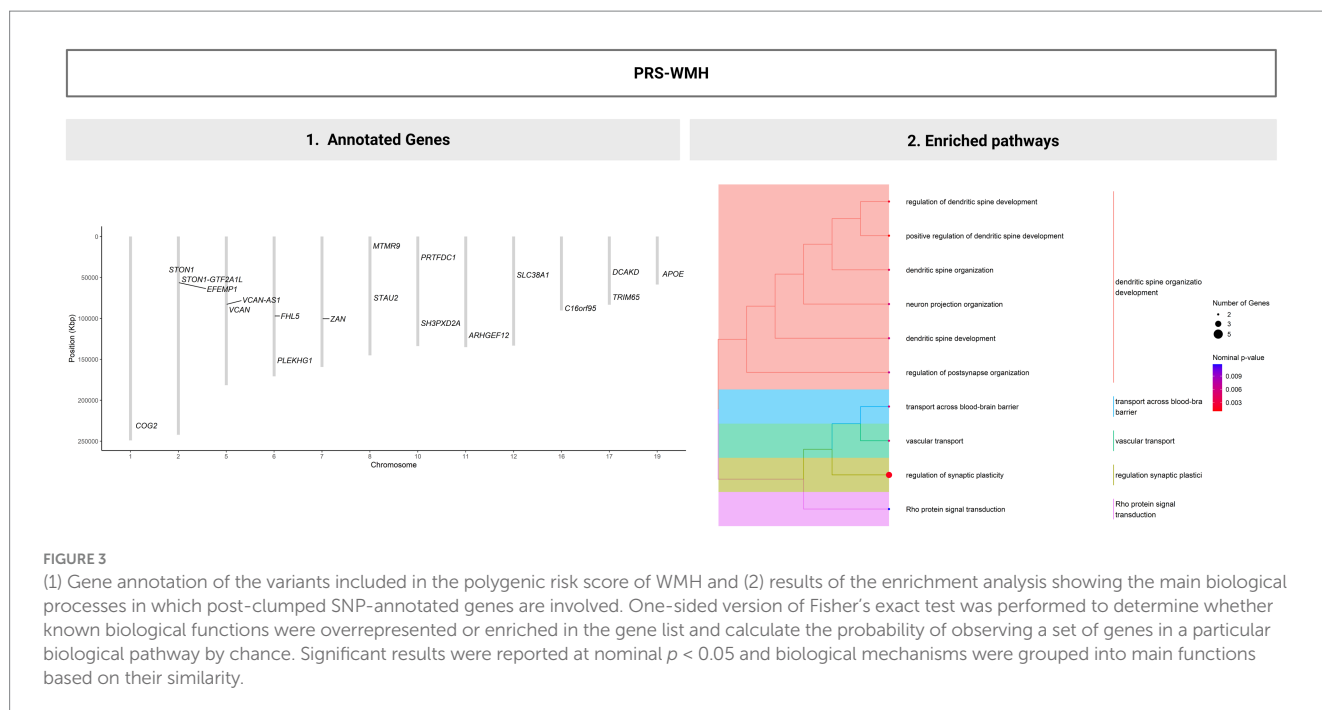 PRS-WMH
1. Annotated Genes
0
50000
100000
150000
200000
250000
Position (Kbp)
STON1
STON1-GTF2A1L
EFEMP1
VCAN-AS1
VCAN
FHL5
PLEKHG1
ZAN
MTMR9
STAU2
PRTFDC1
SH3PXD2A
ARHGEF12
SLC38A1
C16orf95
DCAKD
TRIM65
APOE
COG2
1 2 5 6 7 8 10 11 12 16 17 19
Chromosome
2. Enriched pathways
regulation of dendritic spine development
positive regulation of dendritic spine development
dendritic spine organization
neuron projection organization
dendritic spine development
regulation of postsynapse organization
transport across blood-brain barrier
vascular transport
regulation of synaptic plasticity
Rho protein signal transduction
dendritic spine organizatio
development
transport across blood-bra
barrier
vascular transport
regulation synaptic plastici
Rho protein signal
transduction
Number of Genes
2
3
5
Nominal p-value
0.009
0.006
0.003
FIGURE 3
(1) Gene annotation of the variants included in the polygenic risk score of WMH and (2) results of the enrichment analysis showing the main biological
processes in which post-clumped SNP-annotated genes are involved. One-sided version of Fisher's exact test was performed to determine whether
known biological functions were overrepresented or enriched in the gene list and calculate the probability of observing a set of genes in a particular
biological pathway by chance. Significant results were reported at nominal p < 0.05 and biological mechanisms were grouped into main functions
based on their similarity.